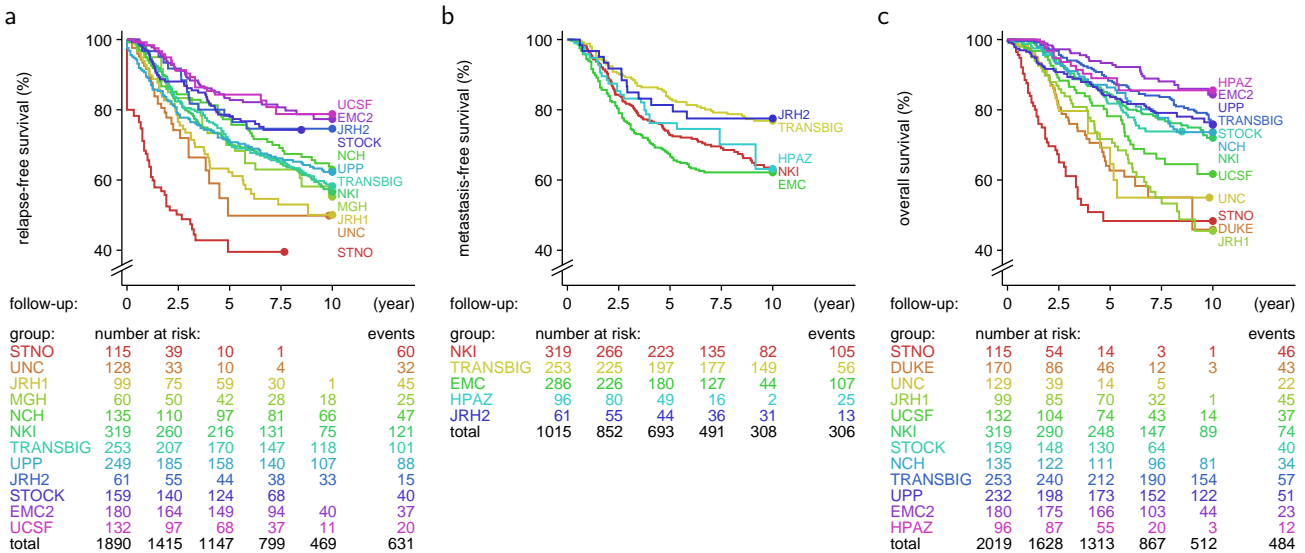 a
relapse-free survival (%)
100
80
60
40
UCSF
EMC2
JRH2
STOCK
NCH
UPP
TRANSBIG
NKI
MGH
JRH1
UNC
STNO
0 2.5 5 7.5 10
follow-up: (year)
group: number at risk: events
STNO 115 39 10 1 60
UNC 128 33 10 4 32
JRH1 99 75 59 30 1 45
MGH 60 50 42 28 18 25
NCH 135 110 97 81 66 47
NKI 319 260 216 131 75 121
TRANSBIG 253 207 170 147 118 101
UPP 249 185 158 140 107 88
JRH2 61 55 44 38 33 15
STOCK 159 140 124 68 40
EMC2 180 164 149 94 40 37
UCSF 132 97 68 37 11 20
total 1890 1415 1147 799 469 631
b
metastasis-free survival (%)
100
80
60
40
JRH2
TRANSBIG
HPAZ
NKI
EMC
0 2.5 5 7.5 10
follow-up: (year)
group: number at risk: events
NKI 319 266 223 135 82 105
TRANSBIG 253 225 197 177 149 56
EMC 286 226 180 127 44 107
HPAZ 96 80 49 16 2 25
JRH2 61 55 44 36 31 13
total 1015 852 693 491 308 306
c
overall survival (%)
100
80
60
40
HPAZ
EMC2
UPP
TRANSBIG
STOCK
NCH
NKI
UCSF
UNC
STNO
DUKE
JRH1
0 2.5 5 7.5 10
follow-up: (year)
group: number at risk: events
STNO 115 54 14 3 1 46
DUKE 170 86 46 12 3 43
UNC 129 39 14 5 22
JRH1 99 85 70 32 1 45
UCSF 132 104 74 43 14 37
NKI 319 290 248 147 89 74
STOCK 159 148 130 64 40
NCH 135 122 111 96 81 34
TRANSBIG 253 240 212 190 154 57
UPP 232 198 173 152 122 51
EMC2 180 175 166 103 44 23
HPAZ 96 87 55 20 3 12
total 2019 1628 1313 867 512 484